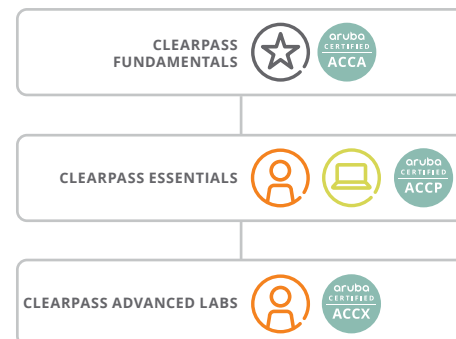 CLEARPASS
FUNDAMENTALS
aruba
CERTIFIED
ACCA
CLEARPASS ESSENTIALS
aruba
CERTIFIED
ACCP
CLEARPASS ADVANCED LABS
aruba
CERTIFIED
ACCX